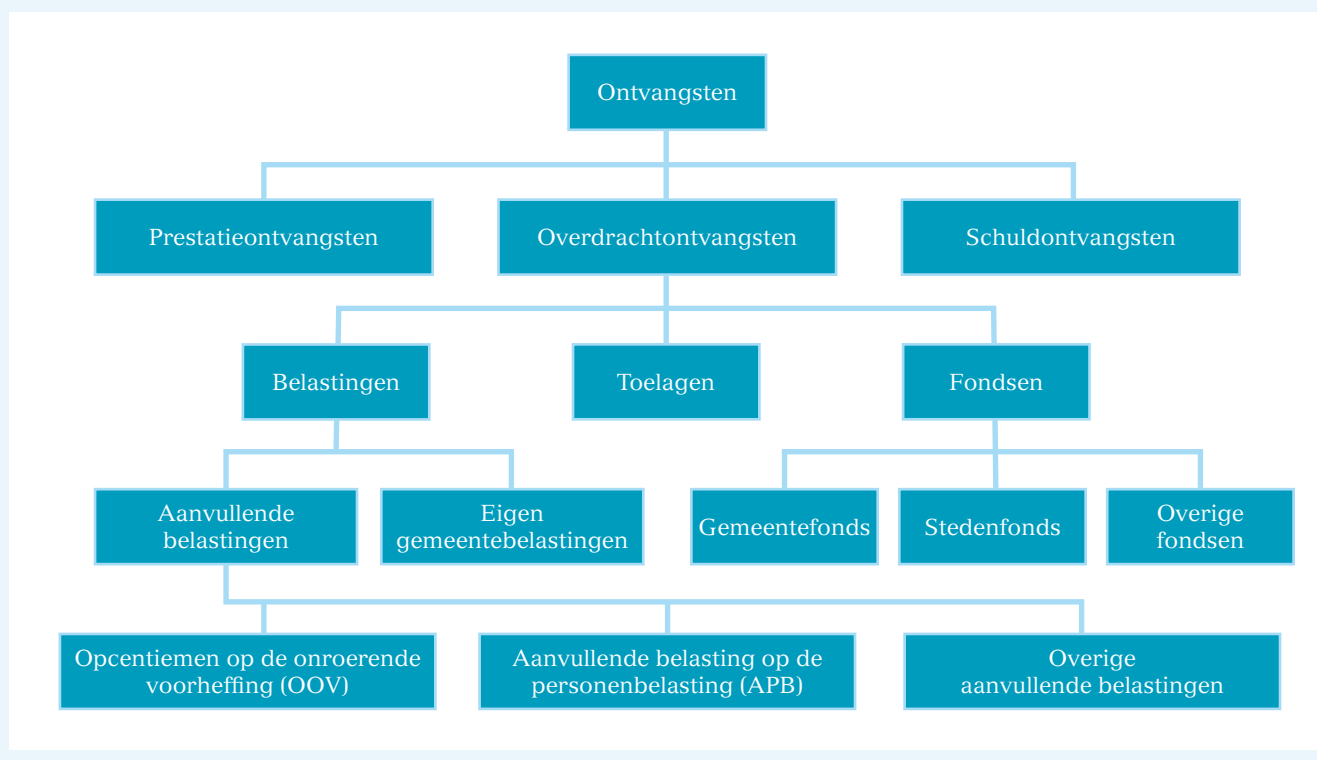 Ontvangsten
Prestatieontvangsten
Overdrachtontvangsten
Schuldontvangsten
Belastingen
Toelagen
Fondsen
Aanvullende
belastingen
Eigen
gemeentebelastingen
Gemeentefonds
Stedenfonds
Overige
fondsen
Opcentiemen op de onroerende
voorheffing (OOV)
Aanvullende belasting op de
personenbelasting (APB)
Overige
aanvullende belastingen